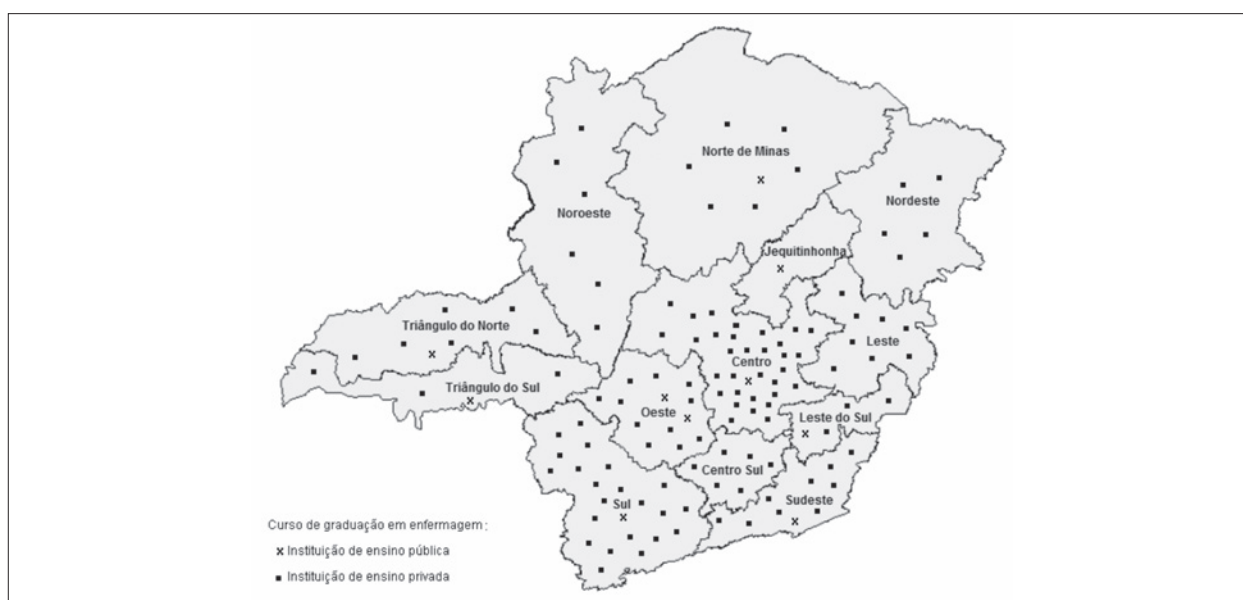 Norte de Minas
Nordeste
Noroeste
Jequitinhonha
Triângulo do Norte
Leste
Centro
Triângulo do Sul
Oeste
Leste do Sul
Centro Sul
Sudeste
Sul
Curso de graduação em enfermagem :
x Instituição de ensino pública
▪ Instituição de ensino privada